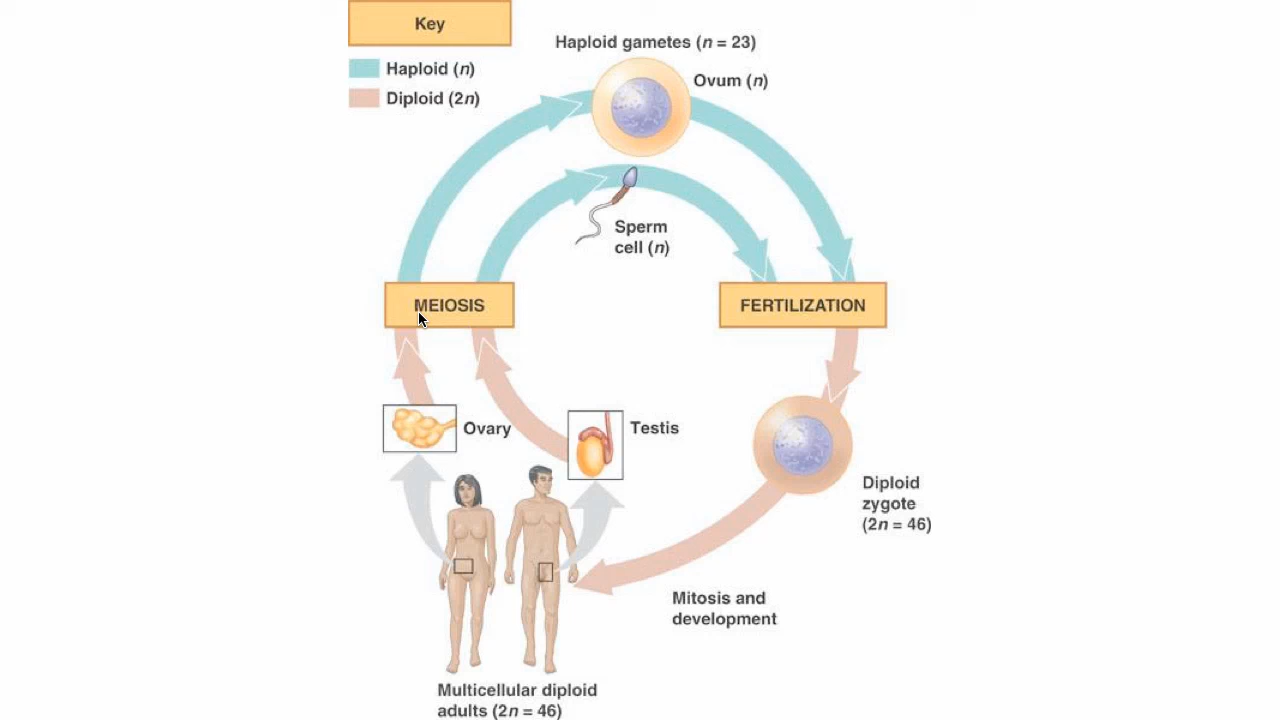 Key
Haploid (n)
Diploid (2n)
Haploid gametes (n = 23)
Ovum (n)
Sperm
cell (n)
MEIOSIS
FERTILIZATION
Ovary
Testis
Diploid
zygote
(2n = 46)
Mitosis and
development
Multicellular diploid
adults (2n = 46)